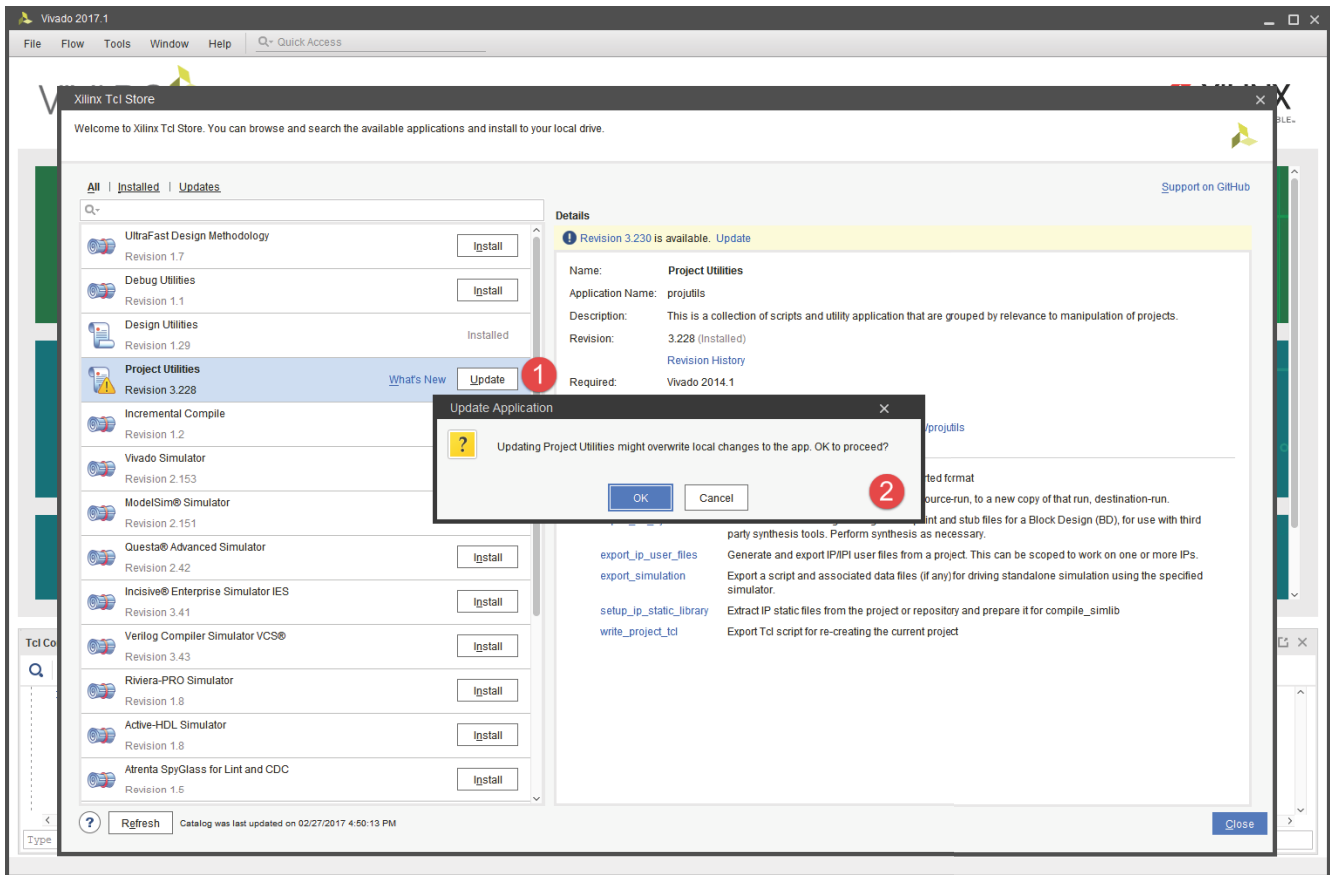 Vivado 2017.1
File Flow Tools Window Help Quick Access
Xilinx Tcl Store
Welcome to Xilinx Tcl Store. You can browse and search the available applications and install to your local drive.
All | Installed | Updates
Support on GitHub
UltraFast Design Methodology
Revision 1.7
Install
Debug Utilities
Revision 1.1
Install
Design Utilities
Revision 1.29
Installed
Project Utilities
Revision 3.228
What's New
Update
1
Incremental Compile
Revision 1.2
Vivado Simulator
Revision 2.153
ModelSim® Simulator
Revision 2.151
Questa® Advanced Simulator
Revision 2.42
Install
Incisive® Enterprise Simulator IES
Revision 3.41
Install
Verilog Compiler Simulator VCS®
Revision 3.43
Install
Riviera-PRO Simulator
Revision 1.8
Install
Active-HDL Simulator
Revision 1.8
Install
Atrenta SpyGlass for Lint and CDC
Revision 1.5
Install
Details
Revision 3.230 is available. Update
Name: Project Utilities
Application Name: projutils
Description: This is a collection of scripts and utility application that are grouped by relevance to manipulation of projects.
Revision: 3.228 (Installed)
Revision History
Required: Vivado 2014.1
/projutils
Update Application
Updating Project Utilities might overwrite local changes to the app. OK to proceed?
OK
Cancel
2
format
ource-run, to a new copy of that run, destination-run.
int and stub files for a Block Design (BD), for use with third
party synthesis tools. Perform synthesis as necessary.
export_ip_user_files Generate and export IP/IPI user files from a project. This can be scoped to work on one or more IPs.
export_simulation Export a script and associated data files (if any)for driving standalone simulation using the specified
simulator.
setup_ip_static_library Extract IP static files from the project or repository and prepare it for compile_simlib
write_project_tcl Export Tcl script for re-creating the current project
Tcl Co
Type
? Refresh Catalog was last updated on 02/27/2017 4:50:13 PM
Close